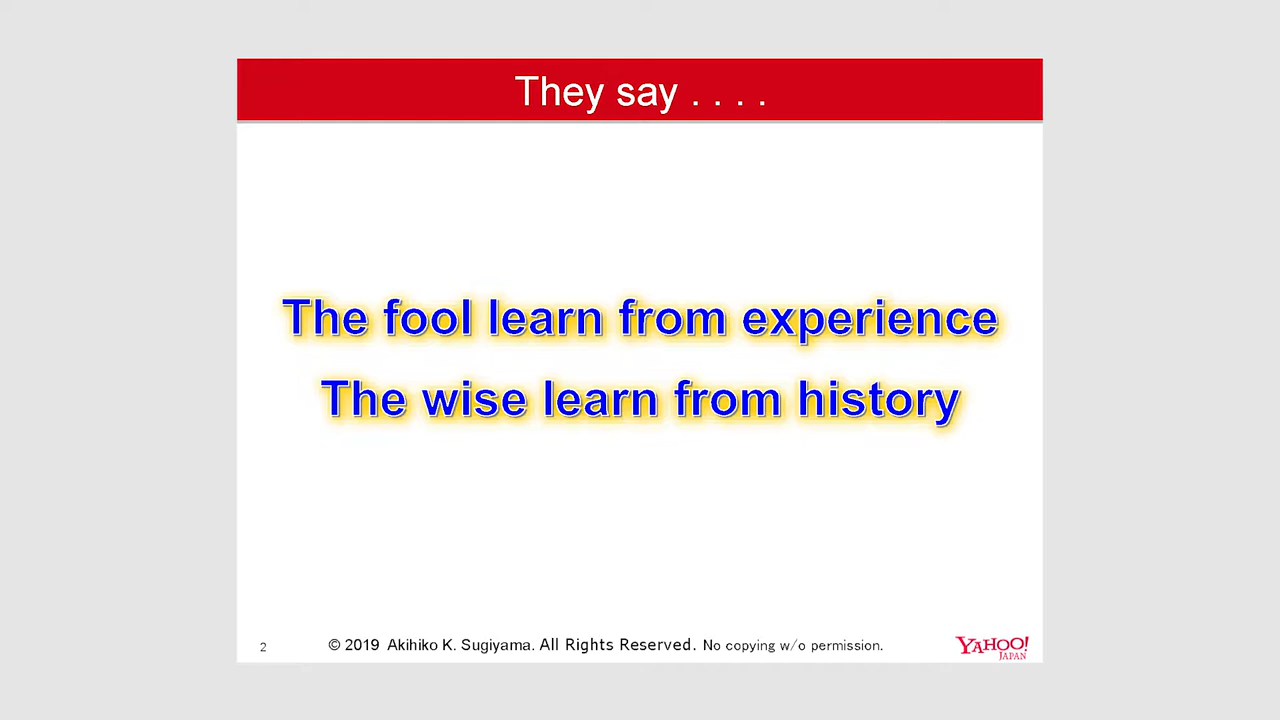 They say . . . .
The fool learn from experience
The wise learn from history
2
© 2019 Akihiko K. Sugiyama. All Rights Reserved. No copying w/o permission.
YAHOO!
JAPAN